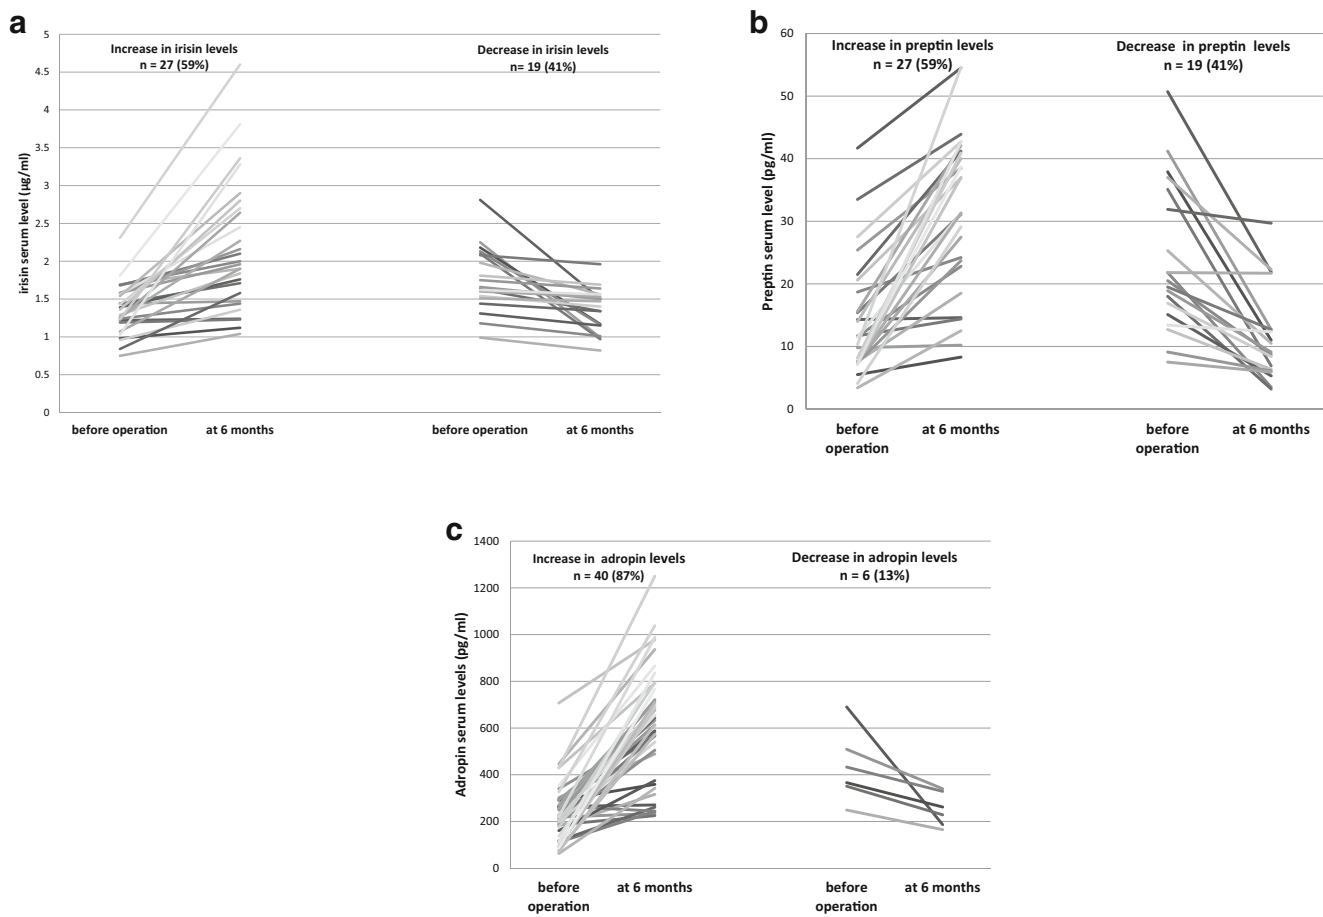 a
Increase in irisin levels
n = 27 (59%)
Decrease in irisin levels
n= 19 (41%)
irisin serum level (µg/ml)
5
4.5
4
3.5
3
2.5
2
1.5
1
0.5
0
before operation
at 6 months
before operation
at 6 months
b
Increase in preptin levels
n = 27 (59%)
Decrease in preptin levels
n = 19 (41%)
Preptin serum level (pg/ml)
60
50
40
30
20
10
0
before
operation
at 6 months
before
operation
at 6 months
c
Increase in adropin levels
n = 40 (87%)
Decrease in adropin levels
n = 6 (13%)
Adropin serum levels (pg/ml)
1400
1200
1000
800
600
400
200
0
before
operation
at 6 months
before
operation
at 6 months